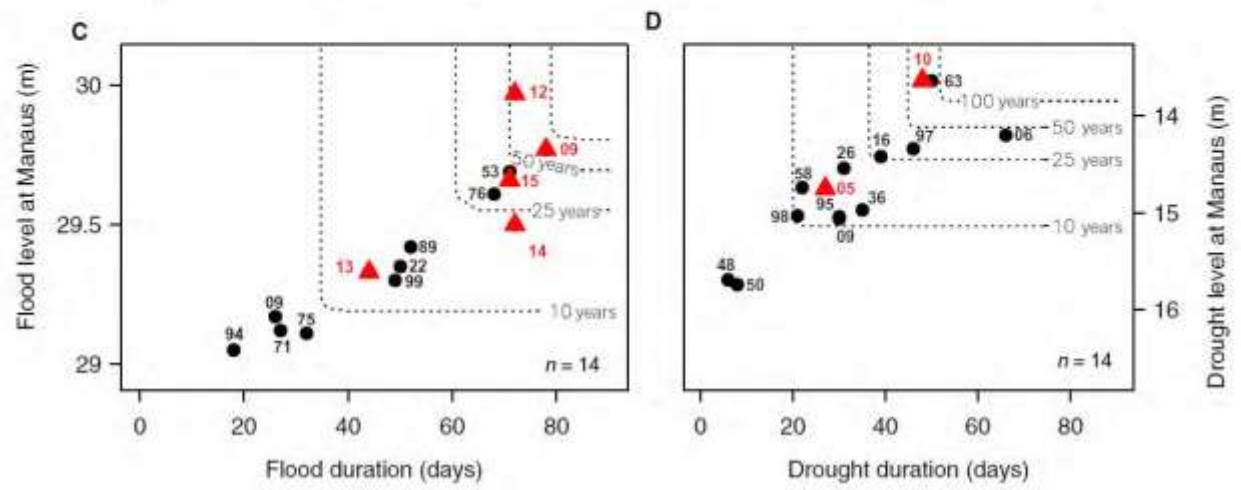 C
Flood level at Manaus (m)
30
29.5
29
12
09
50 years
53
15
76
25 years
14
89
13
22
99
10 years
09
75
94
71
n = 14
0
20
40
60
80
Flood duration (days)
D
10
63
100 years
14
50 years
97
06
16
26
25 years
58
05
95
36
15
98
10 years
09
48
50
16
n = 14
0
20
40
60
80
Drought duration (days)
Drought level at Manaus (m)